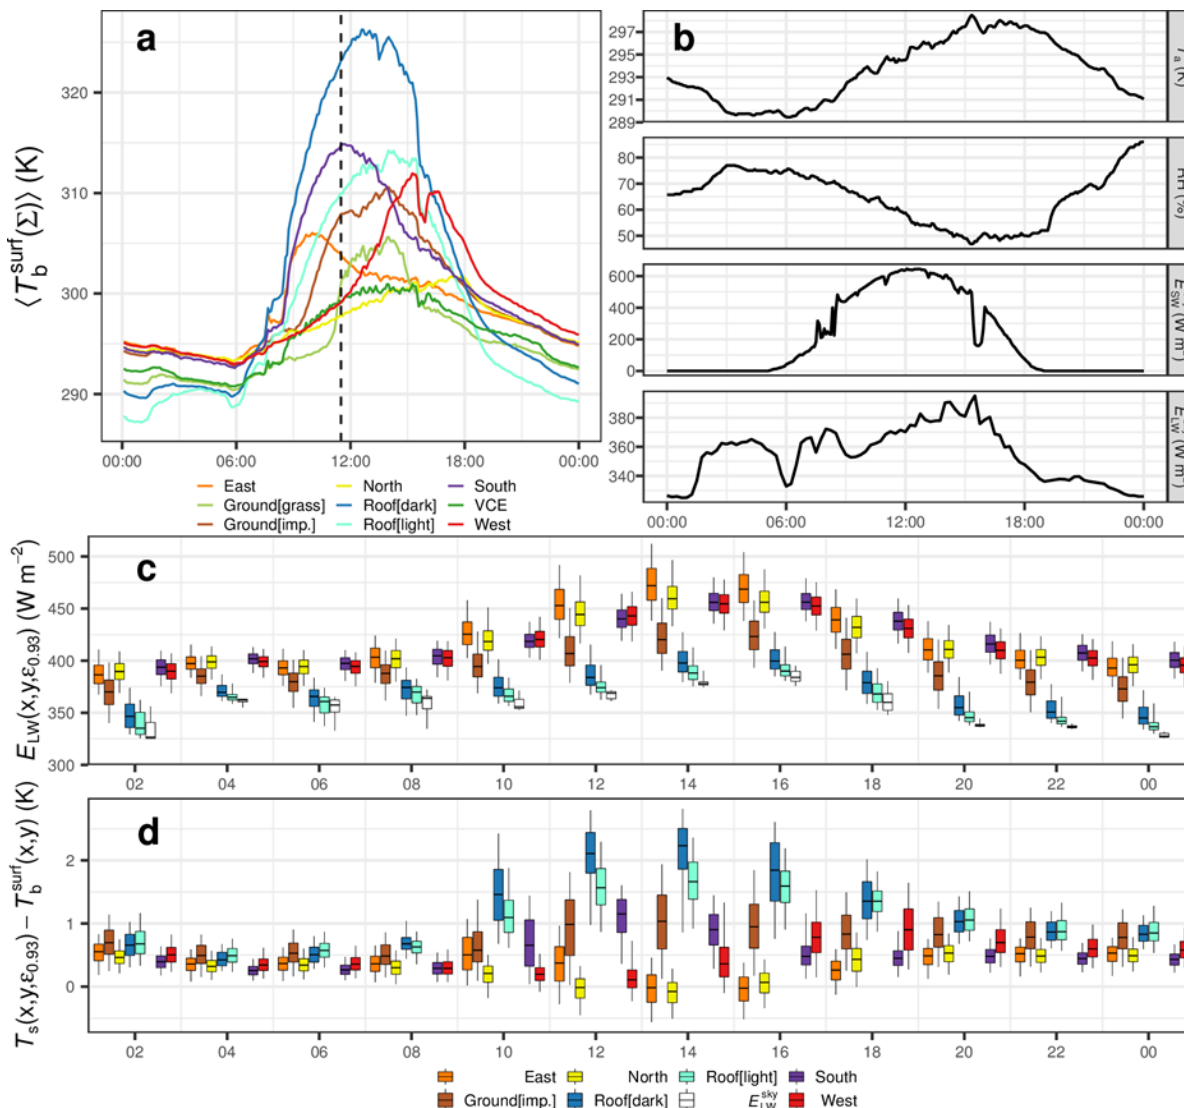 a
⟨T_b^surf(Σ)⟩ (K)
320
310
300
290
00:00 06:00 12:00 18:00 00:00
East North South
Ground[grass] Roof[dark] VCE
Ground[imp.] Roof[light] West
b
297
295
293
291
289
(K)
80
70
60
50
RH (%)
600
400
200
0
E_SW (W m⁻
380
360
340
E_LW (W m⁻
00:00 06:00 12:00 18:00 00:00
c
E_LW(x,y,ε_0.93) (W m⁻²)
500
450
400
350
300
02 04 06 08 10 12 14 16 18 20 22 00
d
T_s(x,y,ε_0.93) − T_b^surf(x,y) (K)
2
1
0
02 04 06 08 10 12 14 16 18 20 22 00
East North Roof[light] South
Ground[imp.] Roof[dark] E_LW^sky West